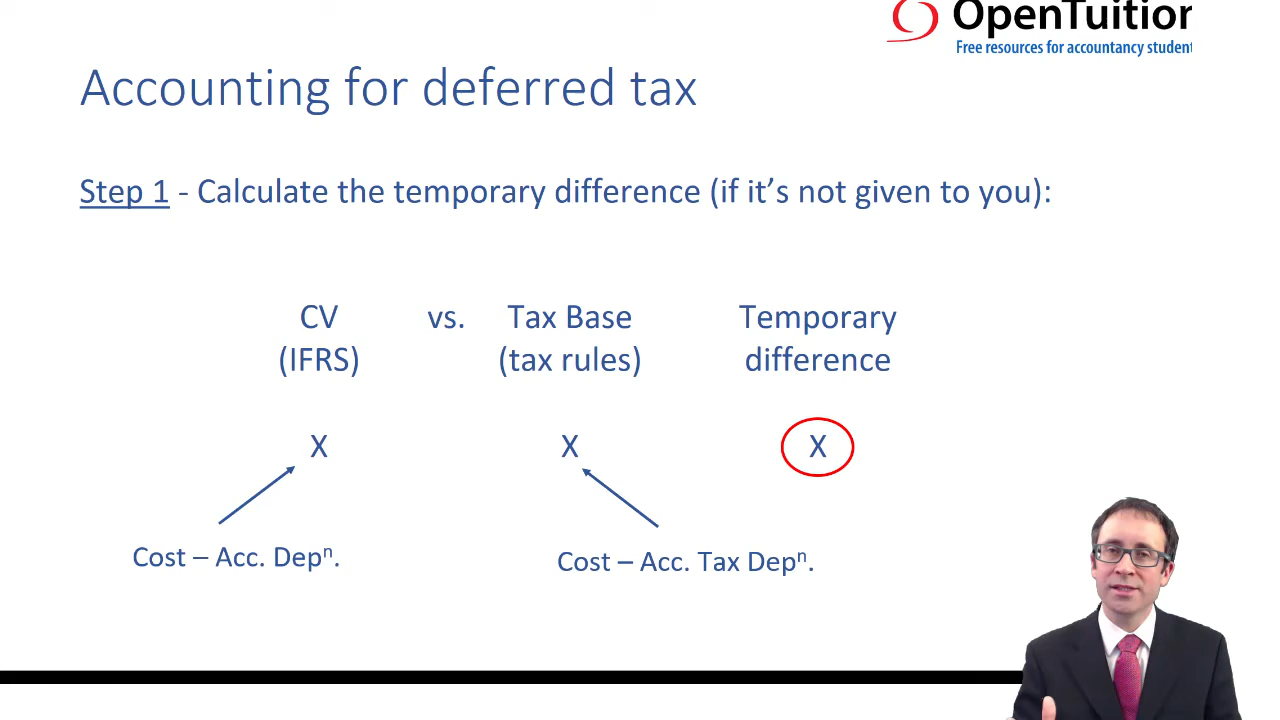 OpenTuition
Free resources for accountancy student
Accounting for deferred tax
Step 1 - Calculate the temporary difference (if it’s not given to you):
CV vs. Tax Base Temporary
(IFRS) (tax rules) difference
X X X
Cost – Acc. Depⁿ. Cost – Acc. Tax Depⁿ.